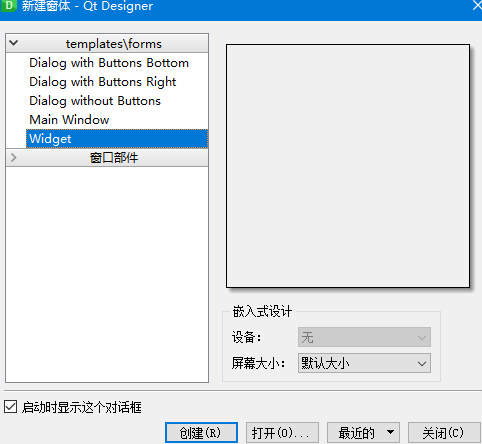 新建窗体 - Qt Designer
templates\forms
Dialog with Buttons Bottom
Dialog with Buttons Right
Dialog without Buttons
Main Window
Widget
窗口部件
嵌入式设计
设备： 无
屏幕大小： 默认大小
启动时显示这个对话框
创建(R) 打开(O)... 最近的 关闭(C)